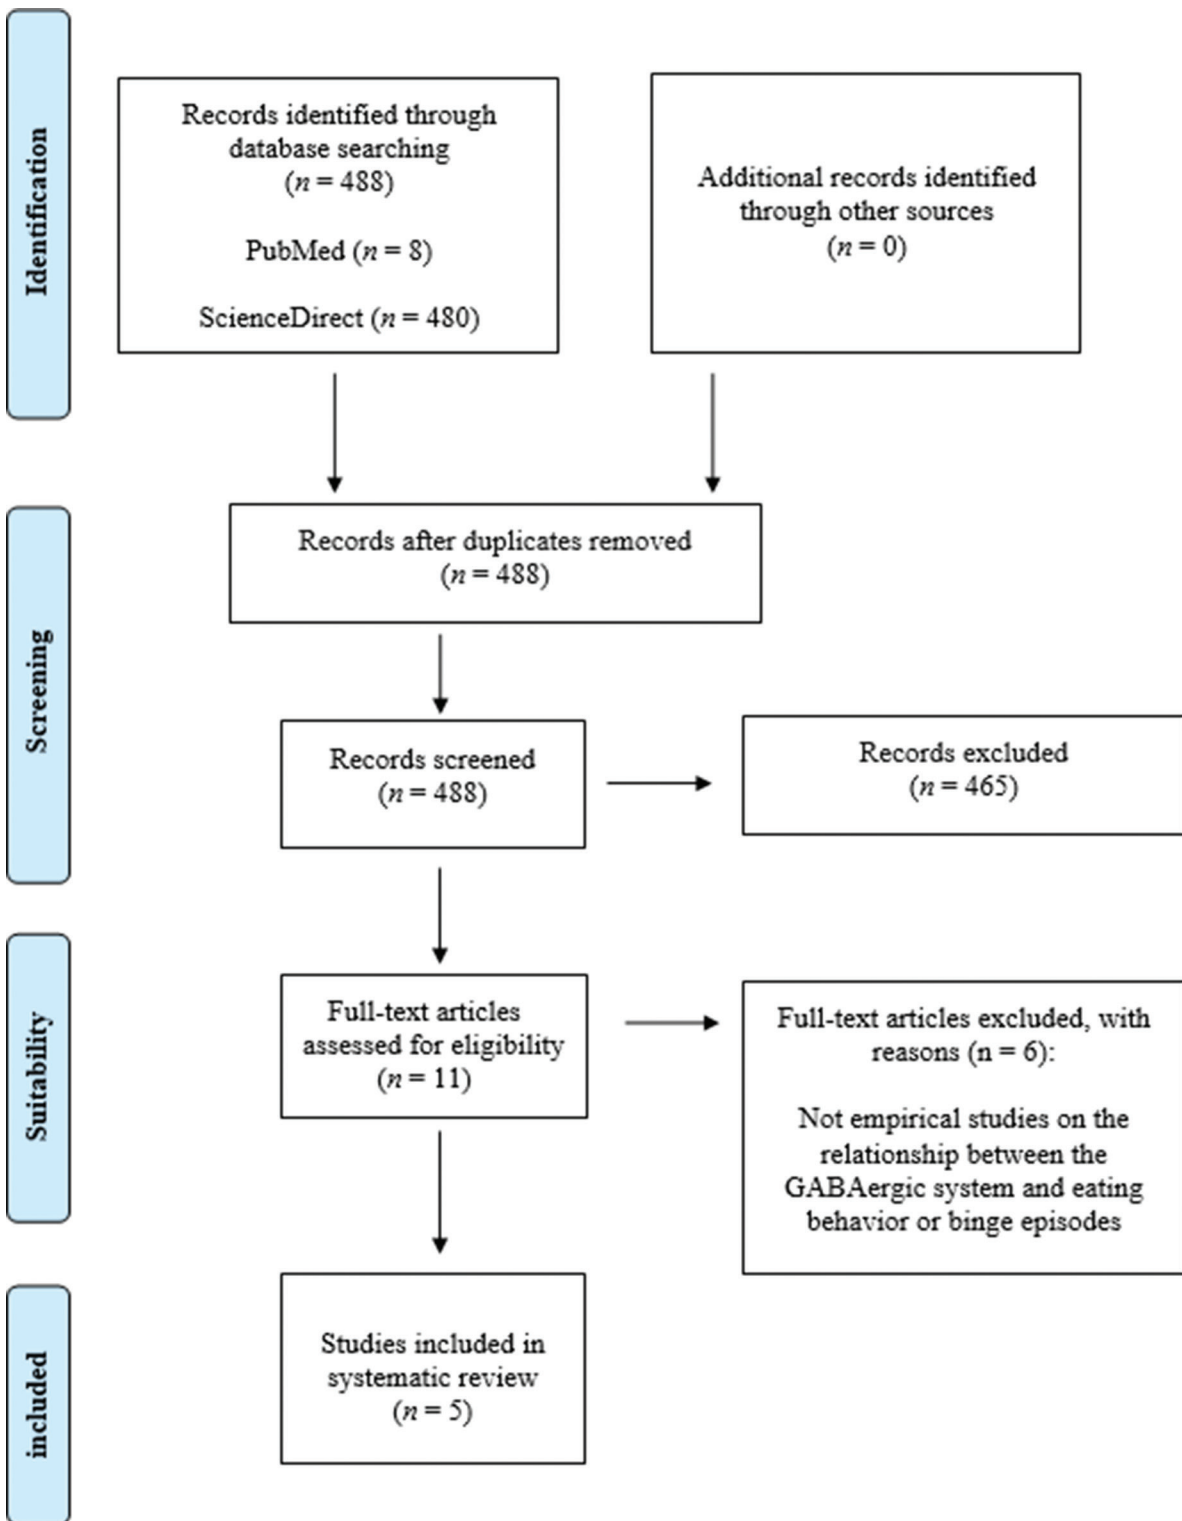 Identification
Records identified through
database searching
(n = 488)
PubMed (n = 8)
ScienceDirect (n = 480)
Additional records identified
through other sources
(n = 0)
Screening
Records after duplicates removed
(n = 488)
Records screened
(n = 488)
Records excluded
(n = 465)
Suitability
Full-text articles
assessed for eligibility
(n = 11)
Full-text articles excluded, with
reasons (n = 6):
Not empirical studies on the
relationship between the
GABAergic system and eating
behavior or binge episodes
included
Studies included in
systematic review
(n = 5)